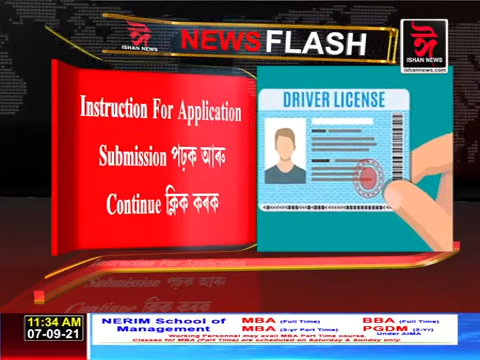 ISHAN NEWS
NEWS FLASH
ঈ
ISHAN NEWS
ishannews.com
Instruction For Application
Submission পঢ়ক আৰু
Continue ক্লিক কৰক
DRIVER LICENSE
11:34 AM
07-09-21
NERIM School of Management
MBA (Full Time)
BBA (Full Time)
MBA (3-yr Part Time)
PGDM (2-Yr)
Under AIMA
Working Personnel may avail MBA Part Time course,
Classes for MBA (Part Time) are scheduled on Saturday & Sunday only.